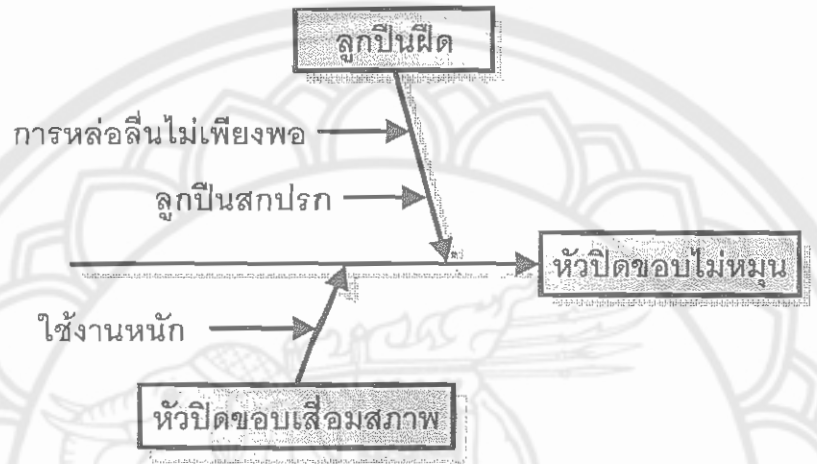 ลูกปืนฝืด
การหล่อลื่นไม่เพียงพอ
ลูกปืนสกปรก
หัวปิดขอบไม่หมุน
ใช้งานหนัก
หัวปิดขอบเสื่อมสภาพ